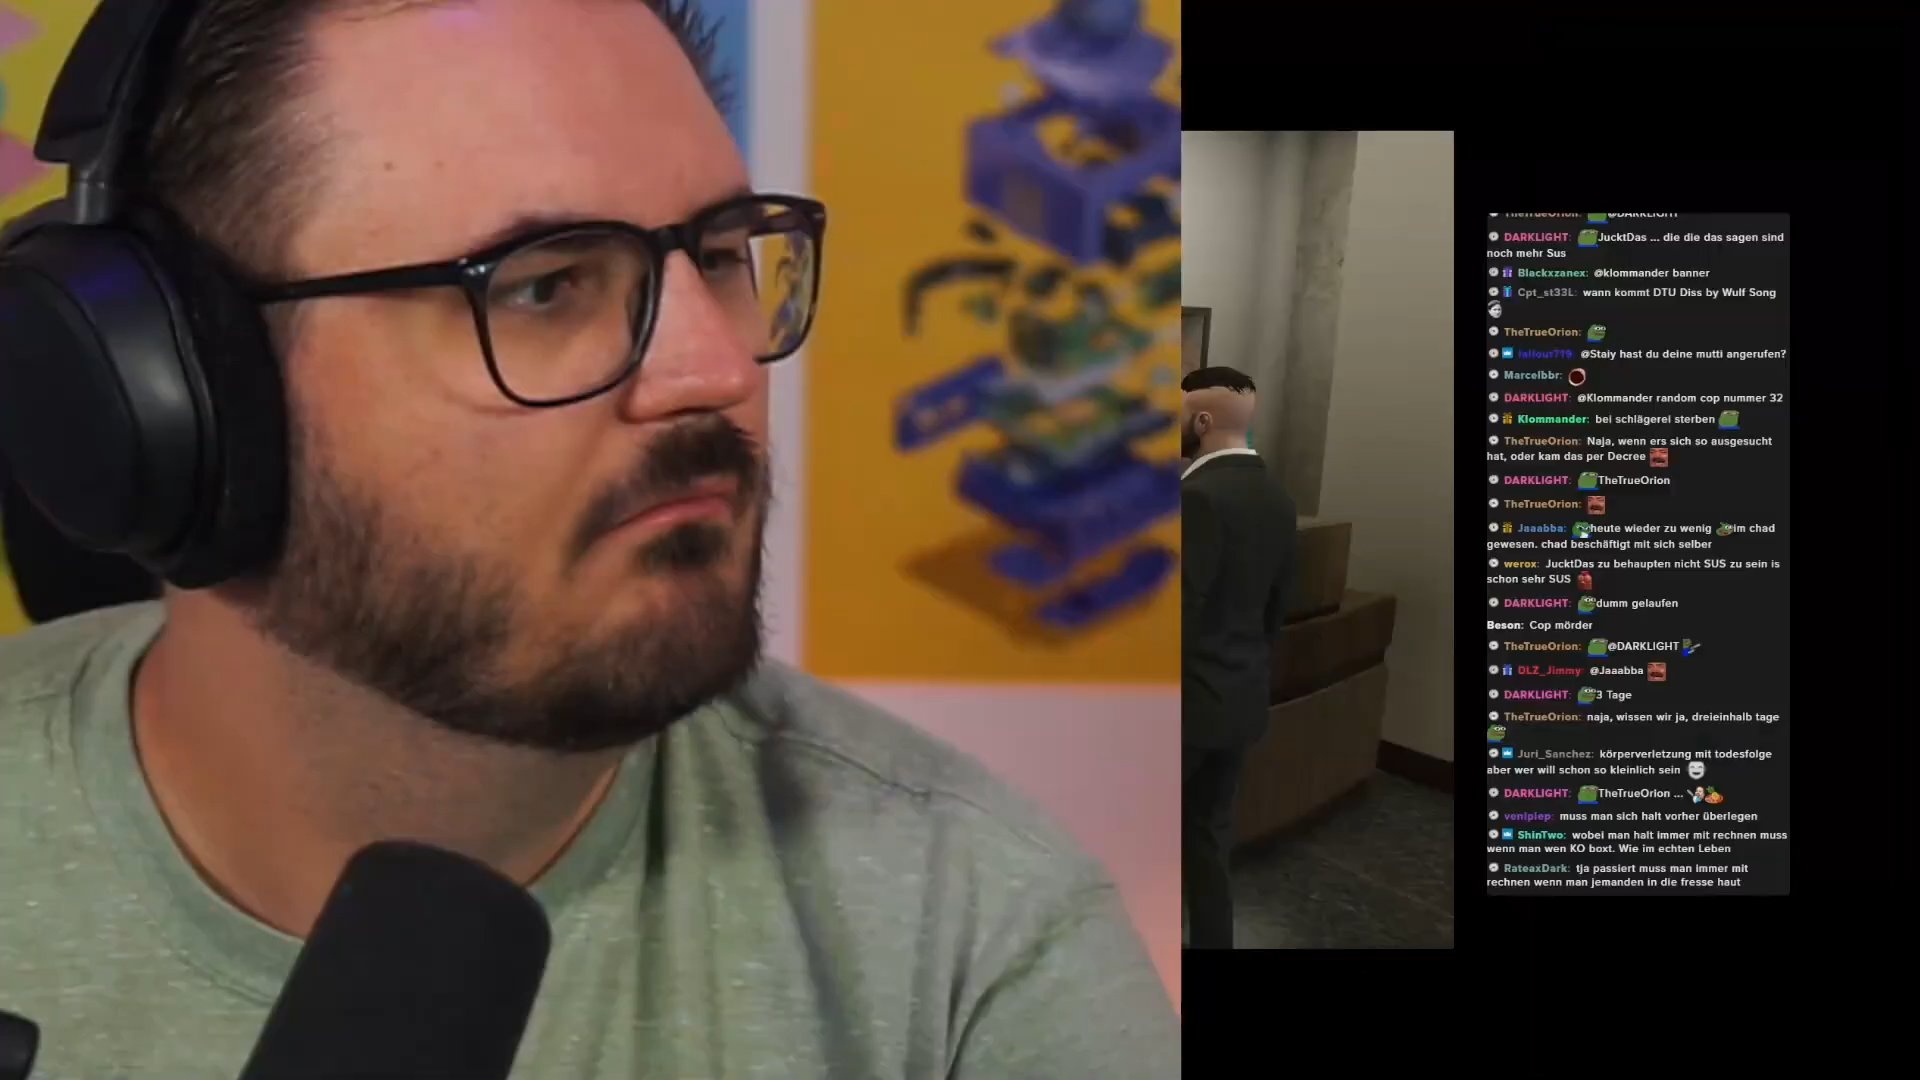 TheTrueOrion: @DARKLIGHT
DARKLIGHT: JucktDas ... die die das sagen sind
noch mehr Sus
Blackxzanex: @klommander banner
Cpt_st33L: wann kommt DTU Diss by Wulf Song
TheTrueOrion:
@Staiy hast du deine mutti angerufen?
Marcelbbr:
DARKLIGHT: @Klommander random cop nummer 32
Klommander: bei schlägerei sterben
TheTrueOrion: Naja, wenn ers sich so ausgesucht
hat, oder kam das per Decree
DARKLIGHT: TheTrueOrion
TheTrueOrion:
Jaaabba: heute wieder zu wenig im chad
gewesen. chad beschäftigt mit sich selber
werox: JucktDas zu behaupten nicht SUS zu sein is
schon sehr SUS
DARKLIGHT: dumm gelaufen
Beson: Cop mörder
TheTrueOrion: @DARKLIGHT
DLZ_Jimmy: @Jaaabba
DARKLIGHT: 3 Tage
TheTrueOrion: naja, wissen wir ja, dreieinhalb tage
Juri_Sanchez: körperverletzung mit todesfolge
aber wer will schon so kleinlich sein
DARKLIGHT: TheTrueOrion ...
venlplep: muss man sich halt vorher überlegen
ShinTwo: wobei man halt immer mit rechnen muss
wenn man wen KO boxt. Wie im echten Leben
RateaxDark: tja passiert muss man immer mit
rechnen wenn man jemanden in die fresse haut